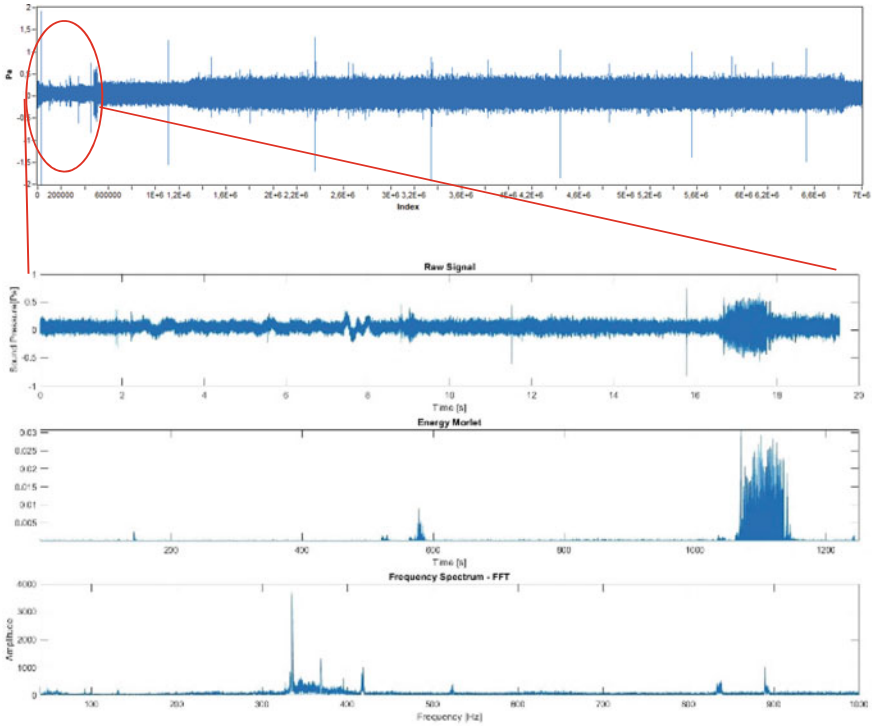 2
1,5
1
0,5
Pa
0
-0,5
-1
-1,5
-2
0 200000 600000 1E+6 1,2E+6 1,6E+6 2E+6 2,2E+6 2,6E+6 3E+6 3,2E+6 3,6E+6 4E+6 4,2E+6 4,6E+6 5E+6 5,2E+6 5,6E+6 6E+6 6,2E+6 6,6E+6 7E+6
Index
Raw Signal
1
0.5
0
-0.5
-1
Sound Pressure[Pa]
0 2 4 6 8 10 12 14 16 18 20
Time [s]
Energy Morlet
0.03
0.025
0.02
0.015
0.01
0.005
200 400 600 800 1000 1200
Time [s]
Frequency Spectrum - FFT
4000
3000
2000
1000
0
Amplitude
100 200 300 400 500 600 700 800 900 1000
Frequency [Hz]